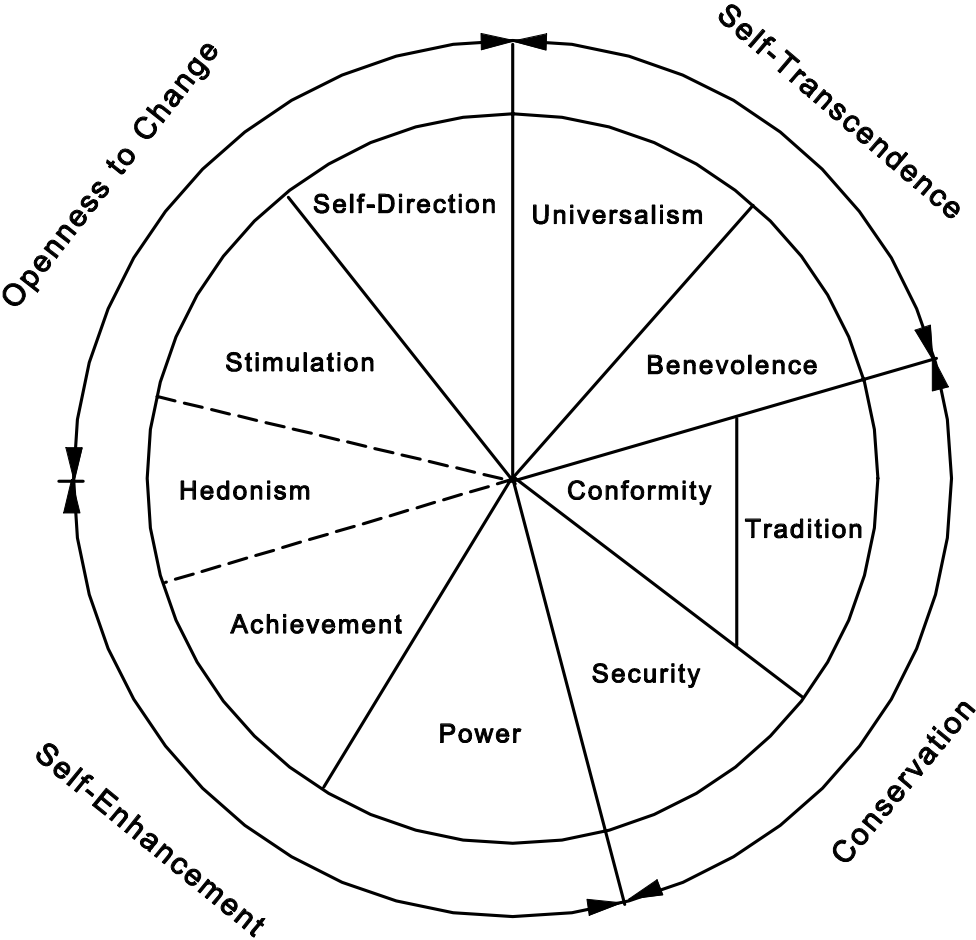 Openness to Change
Self-Transcendence
Self-Direction
Universalism
Stimulation
Benevolence
Hedonism
Conformity
Tradition
Achievement
Security
Power
Self-Enhancement
Conservation